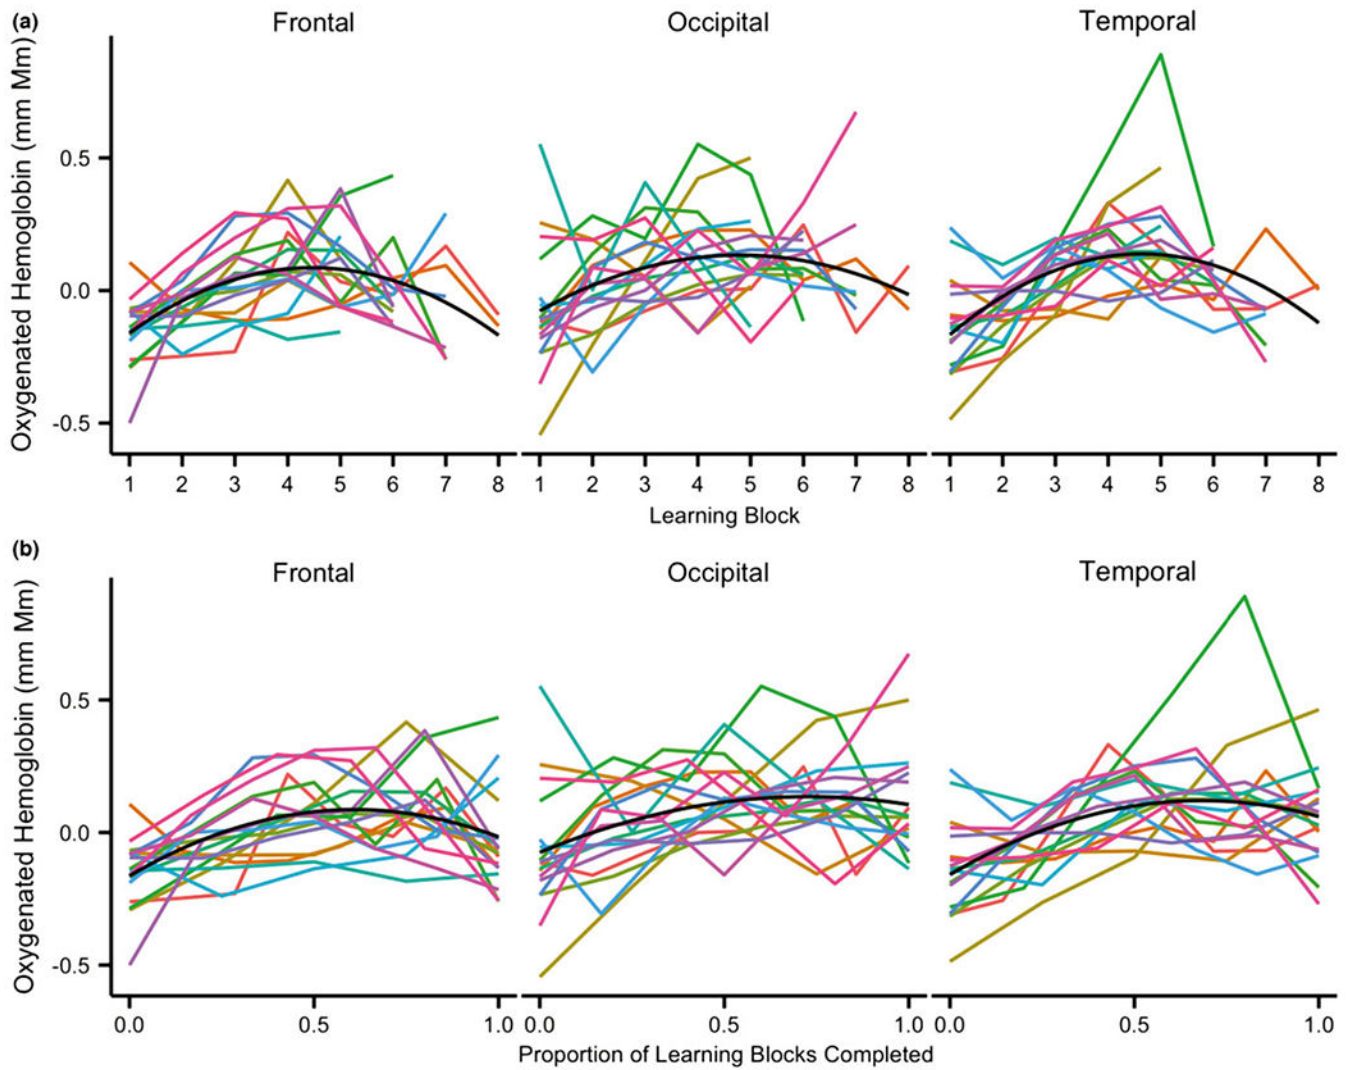 (a)
Frontal
Occipital
Temporal
Oxygenated Hemoglobin (mm Mm)
0.5
0.0
-0.5
1 2 3 4 5 6 7 8
1 2 3 4 5 6 7 8
1 2 3 4 5 6 7 8
Learning Block
(b)
Frontal
Occipital
Temporal
Oxygenated Hemoglobin (mm Mm)
0.5
0.0
-0.5
0.0 0.5 1.0
0.0 0.5 1.0
0.0 0.5 1.0
Proportion of Learning Blocks Completed